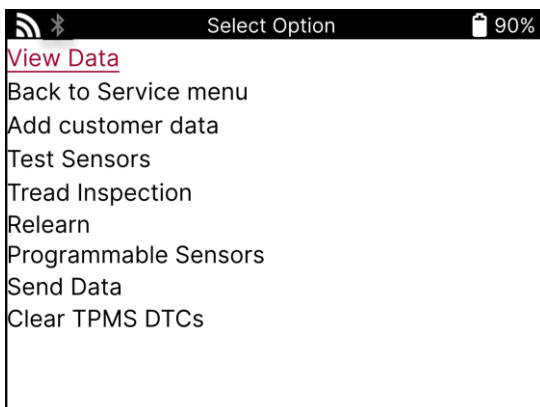 Select Option 90%
View Data
Back to Service menu
Add customer data
Test Sensors
Tread Inspection
Relearn
Programmable Sensors
Send Data
Clear TPMS DTCs